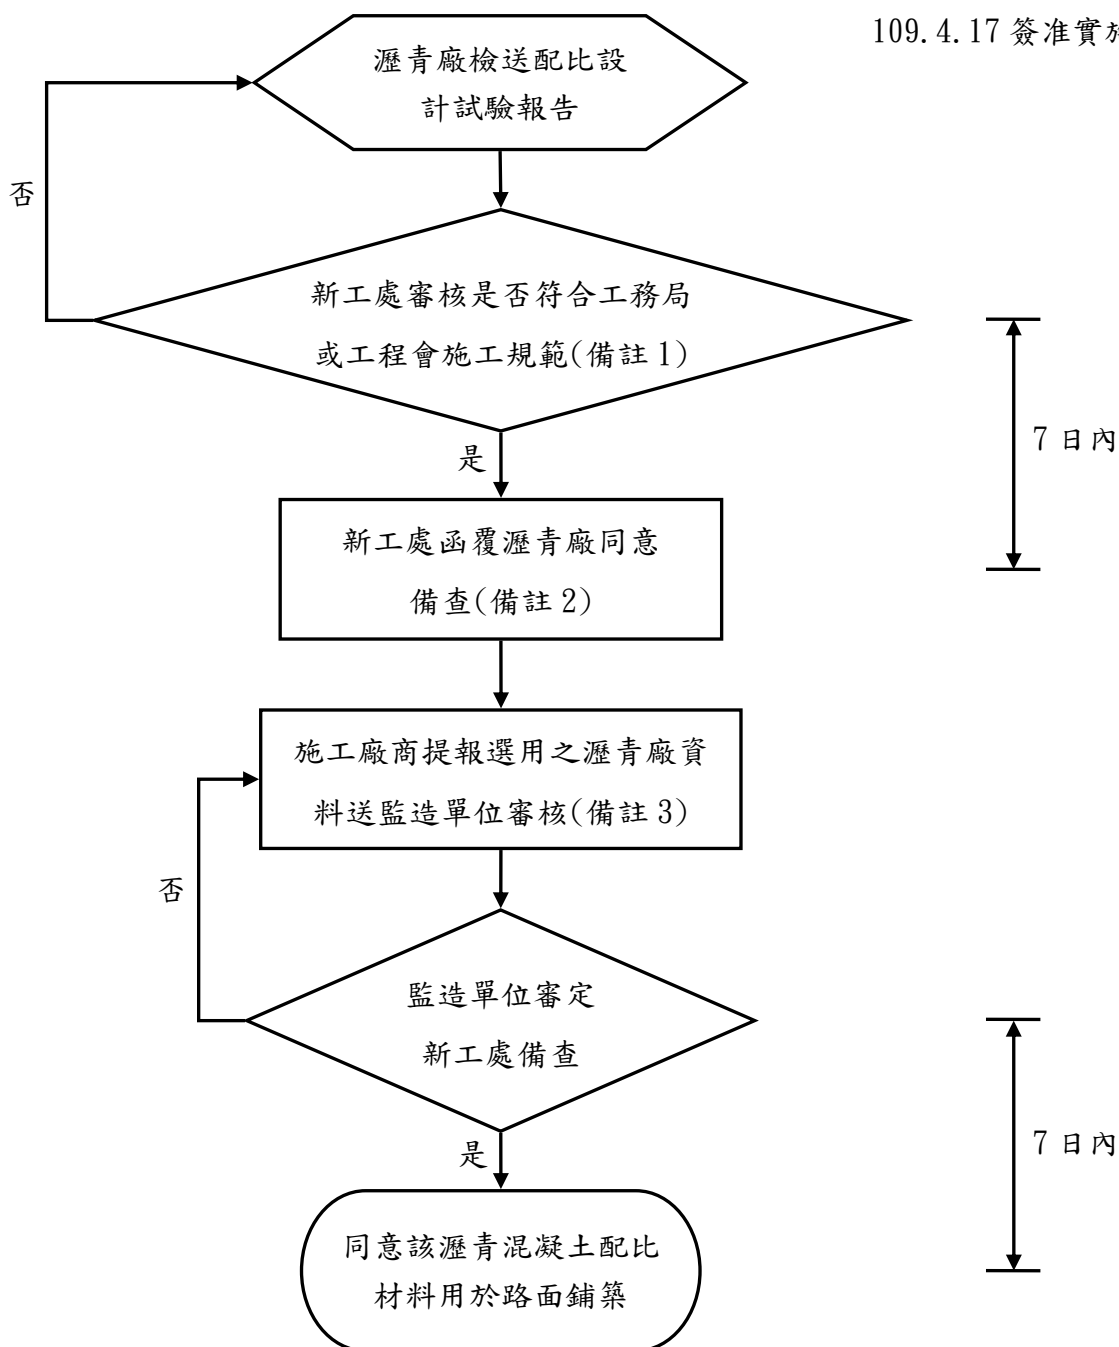 109.4.17 簽准實施
瀝青廠檢送配比設
計試驗報告
否
新工處審核是否符合工務局
或工程會施工規範(備註 1)
7 日內
是
新工處函覆瀝青廠同意
備查(備註 2)
施工廠商提報選用之瀝青廠資
料送監造單位審核(備註 3)
否
監造單位審定
新工處備查
7 日內
是
同意該瀝青混凝土配比
材料用於路面鋪築